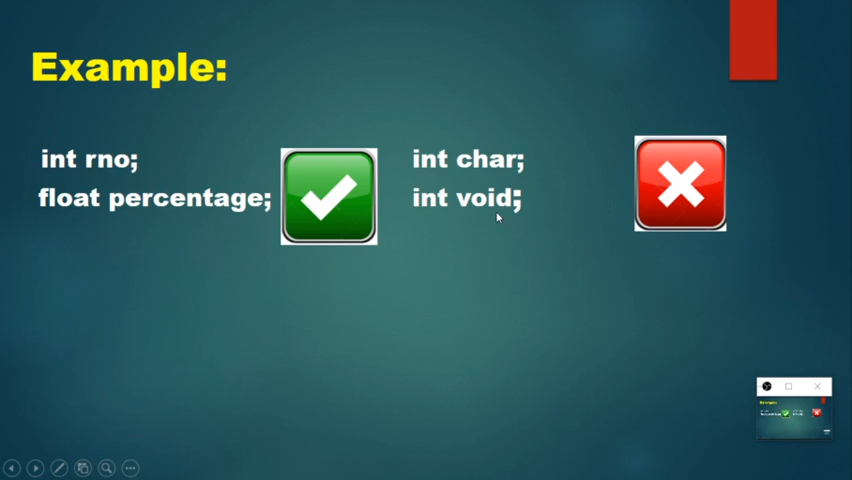 Example:
int rno;
float percentage;
int char;
int void;